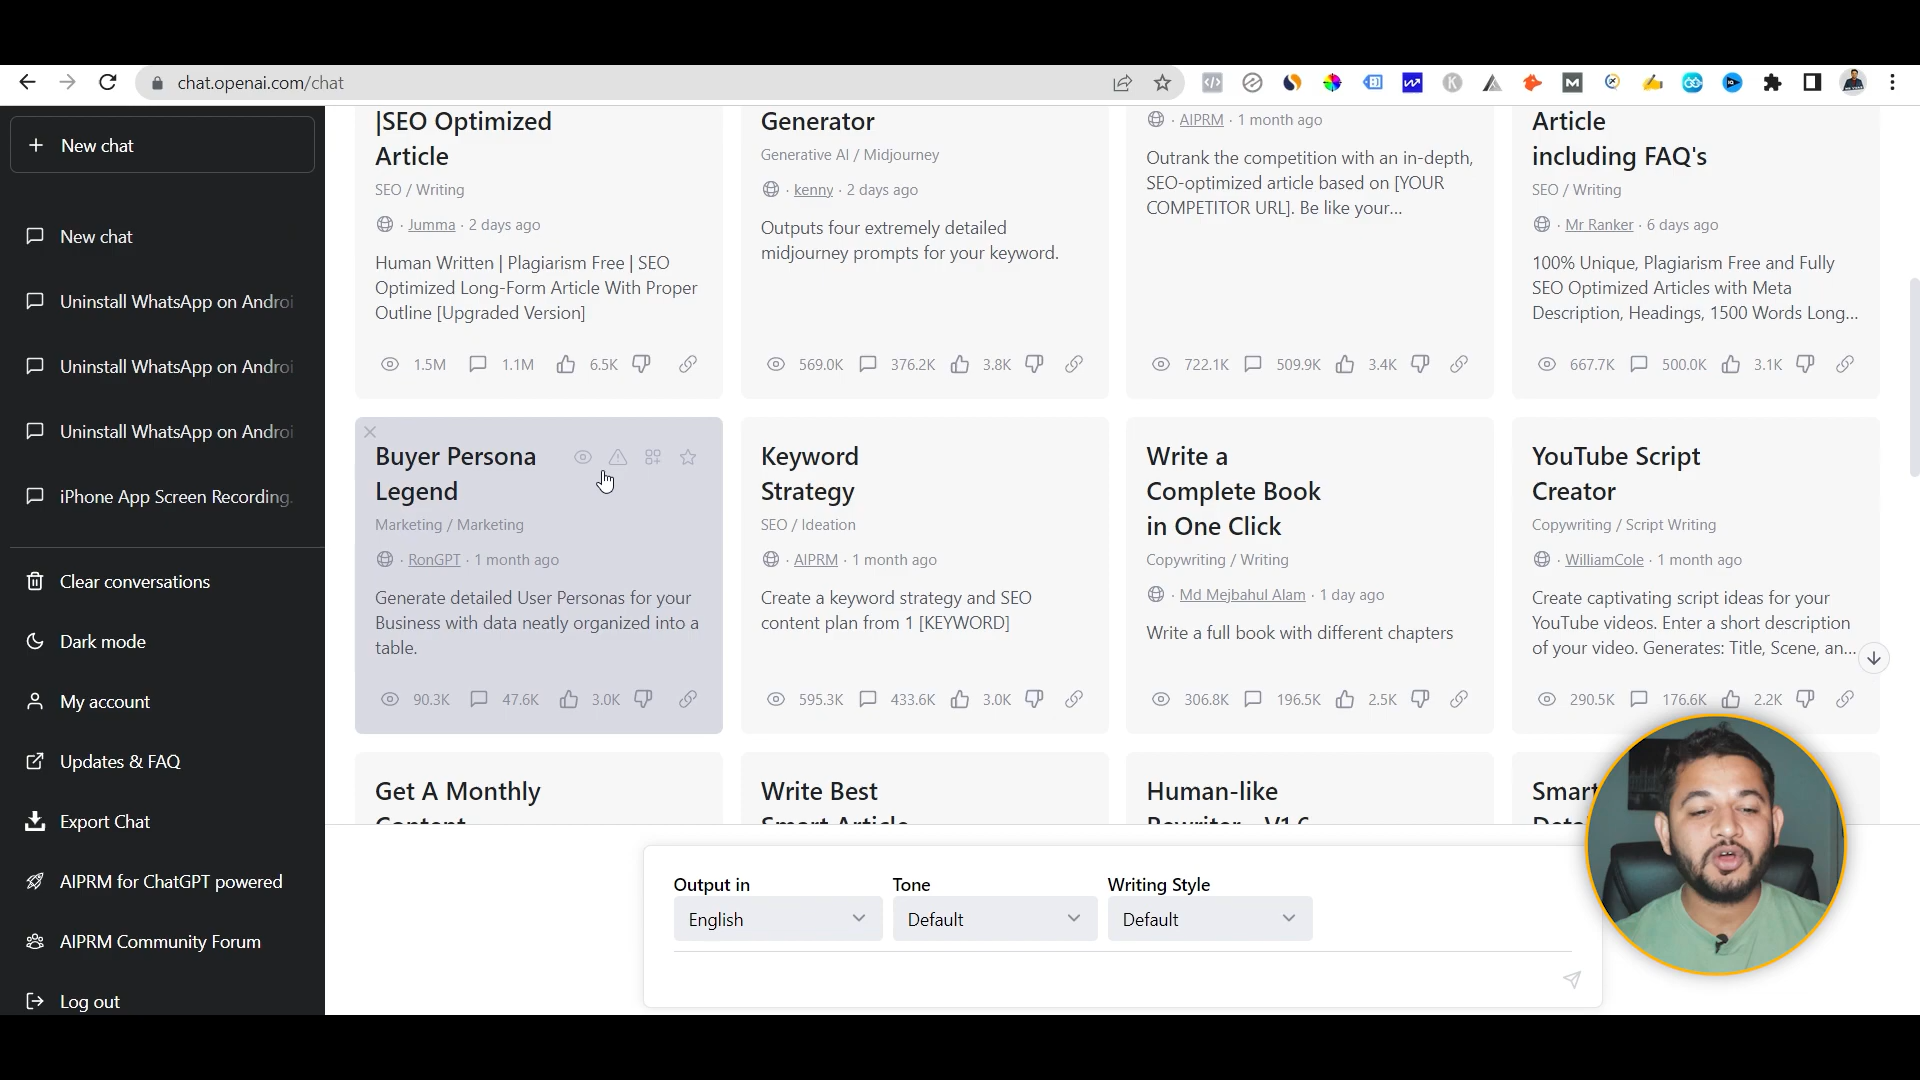 chat.openai.com/chat
New chat
New chat
Uninstall WhatsApp on Androi
Uninstall WhatsApp on Androi
Uninstall WhatsApp on Androi
iPhone App Screen Recording.
Clear conversations
Dark mode
My account
Updates & FAQ
Export Chat
AIPRM for ChatGPT powered
AIPRM Community Forum
Log out
|SEO Optimized
Article
SEO / Writing
· Jumma · 2 days ago
Human Written | Plagiarism Free | SEO
Optimized Long-Form Article With Proper
Outline [Upgraded Version]
1.5M 1.1M 6.5K
Generator
Generative AI / Midjourney
· kenny · 2 days ago
Outputs four extremely detailed
midjourney prompts for your keyword.
569.0K 376.2K 3.8K
· AIPRM · 1 month ago
Outrank the competition with an in-depth,
SEO-optimized article based on [YOUR
COMPETITOR URL]. Be like your...
722.1K 509.9K 3.4K
Article
including FAQ's
SEO / Writing
· Mr Ranker · 6 days ago
100% Unique, Plagiarism Free and Fully
SEO Optimized Articles with Meta
Description, Headings, 1500 Words Long...
667.7K 500.0K 3.1K
Buyer Persona
Legend
Marketing / Marketing
· RonGPT · 1 month ago
Generate detailed User Personas for your
Business with data neatly organized into a
table.
90.3K 47.6K 3.0K
Keyword
Strategy
SEO / Ideation
· AIPRM · 1 month ago
Create a keyword strategy and SEO
content plan from 1 [KEYWORD]
595.3K 433.6K 3.0K
Write a
Complete Book
in One Click
Copywriting / Writing
· Md Mejbahul Alam · 1 day ago
Write a full book with different chapters
306.8K 196.5K 2.5K
YouTube Script
Creator
Copywriting / Script Writing
· WilliamCole · 1 month ago
Create captivating script ideas for your
YouTube videos. Enter a short description
of your video. Generates: Title, Scene, an...
290.5K 176.6K 2.2K
Get A Monthly
Content
Write Best
Smart Article
Human-like
Rewriter - V1.6
Smart
Output in
English
Tone
Default
Writing Style
Default